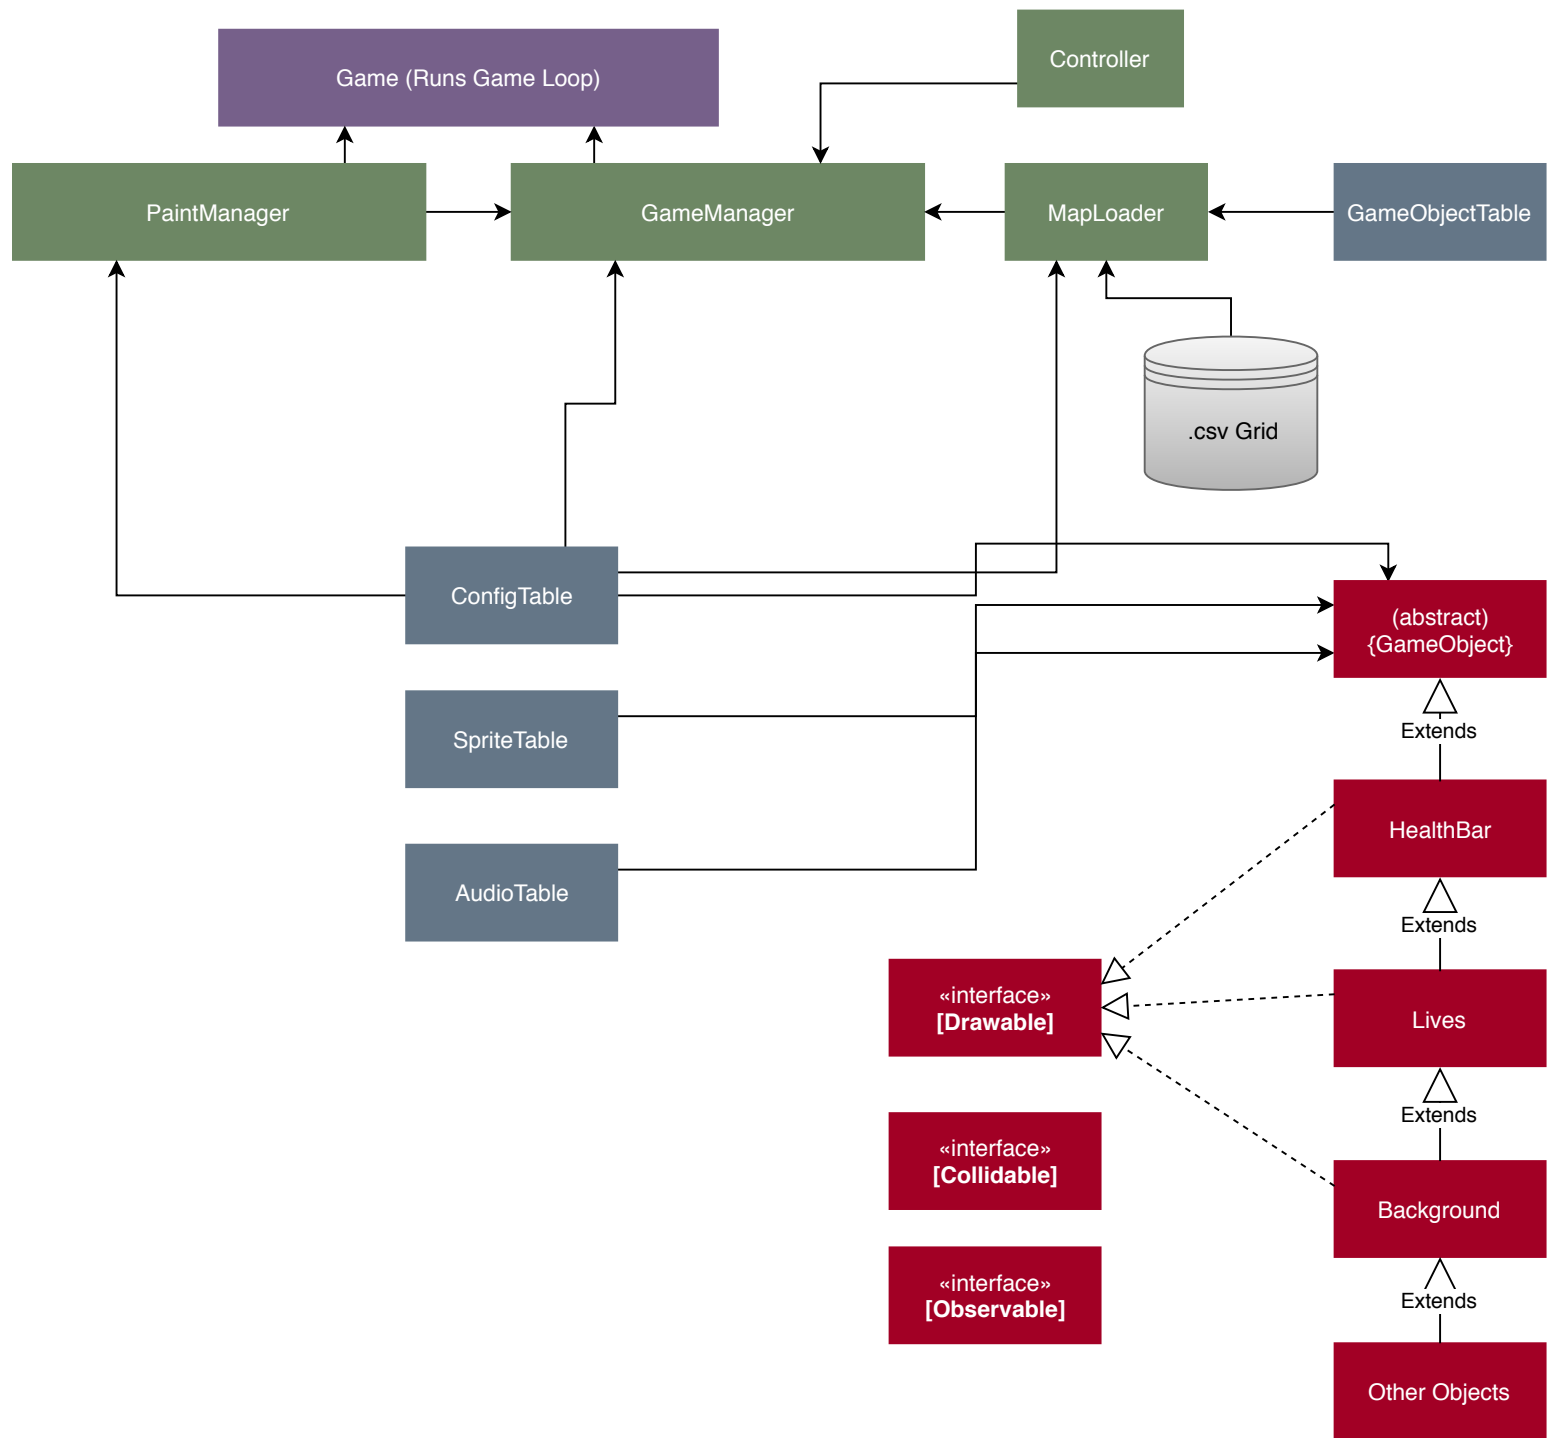 Game (Runs Game Loop)
Controller
PaintManager
GameManager
MapLoader
GameObjectTable
.csv Grid
ConfigTable
(abstract)
{GameObject}
SpriteTable
Extends
HealthBar
AudioTable
Extends
«interface»
[Drawable]
Lives
Extends
«interface»
[Collidable]
Background
«interface»
[Observable]
Extends
Other Objects